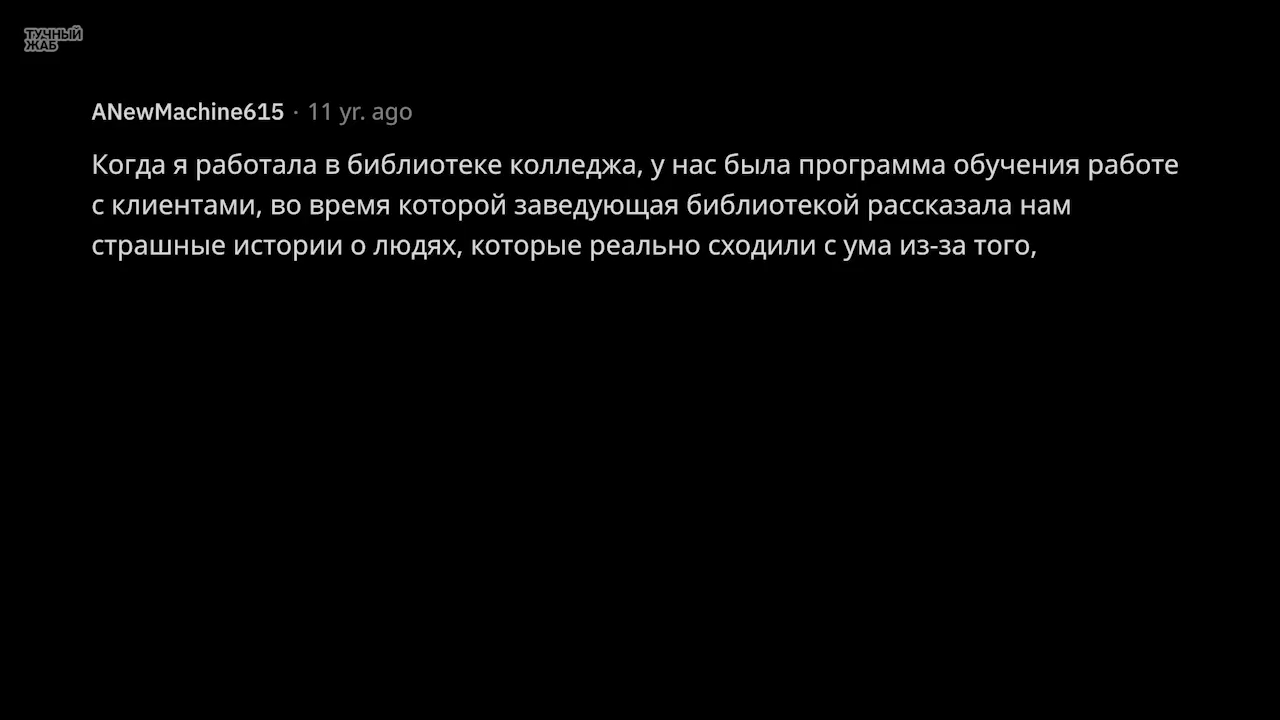 ТУЧНЫЙ
ЖАБ
ANewMachine615 · 11 yr. ago
Когда я работала в библиотеке колледжа, у нас была программа обучения работе
с клиентами, во время которой заведующая библиотекой рассказала нам
страшные истории о людях, которые реально сходили с ума из-за того,